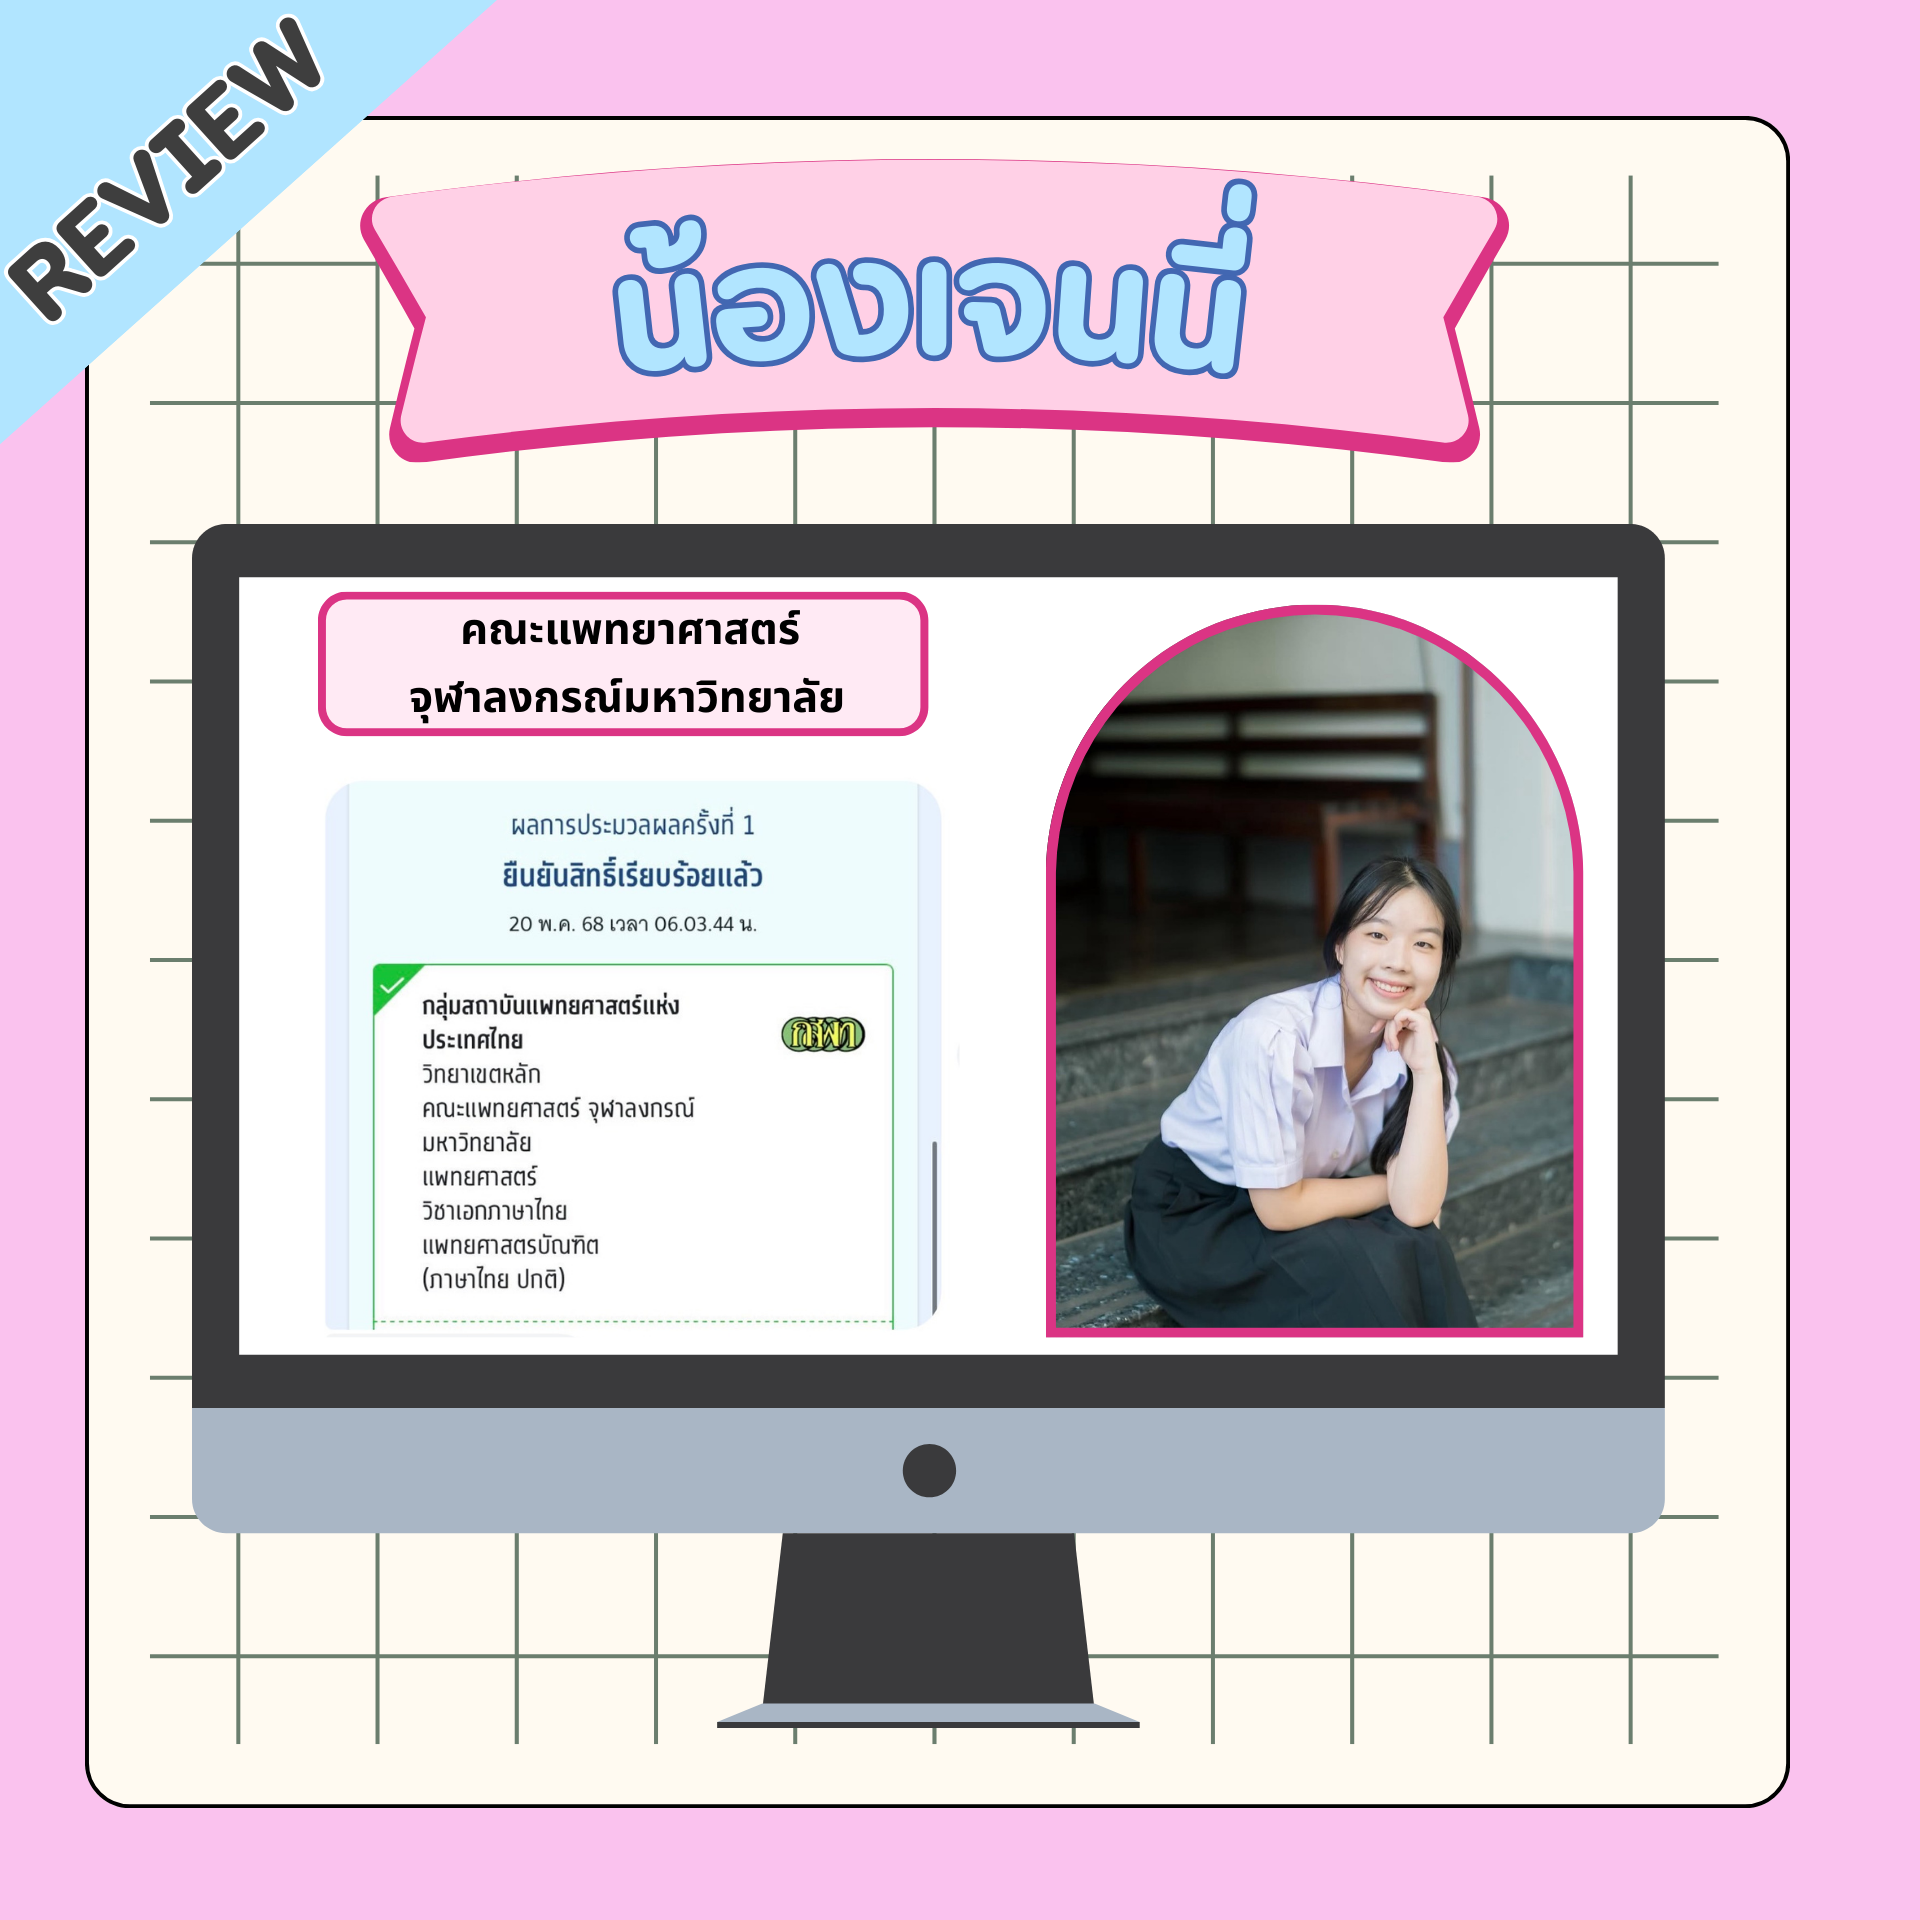 REVIEW
น้องเจนนี่
คณะแพทยาศาสตร์
จุฬาลงกรณ์มหาวิทยาลัย
ผลการประมวลผลครั้งที่ 1
ยืนยันสิทธิ์เรียบร้อยแล้ว
20 พ.ค. 68 เวลา 06.03.44 น.
กลุ่มสถาบันแพทยศาสตร์แห่ง
ประเทศไทย
กสพท
วิทยาเขตหลัก
คณะแพทยศาสตร์ จุฬาลงกรณ์
มหาวิทยาลัย
แพทยศาสตร์
วิชาเอกภาษาไทย
แพทยศาสตรบัณฑิต
(ภาษาไทย ปกติ)